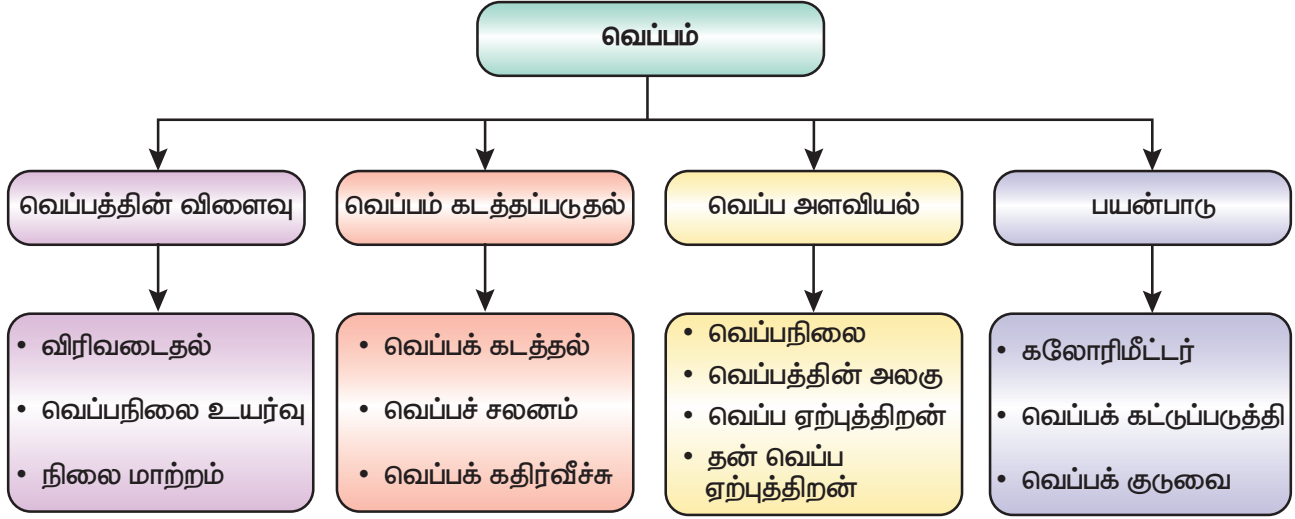 வெப்பம்
வெப்பத்தின் விளைவு
வெப்பம் கடத்தப்படுதல்
வெப்ப அளவியல்
பயன்பாடு
• விரிவடைதல்
• வெப்பநிலை உயர்வு
• நிலை மாற்றம்
• வெப்பக் கடத்தல்
• வெப்பச் சலனம்
• வெப்பக் கதிர்வீச்சு
• வெப்பநிலை
• வெப்பத்தின் அலகு
• வெப்ப ஏற்புத்திறன்
• தன் வெப்ப
ஏற்புத்திறன்
• கலோரிமீட்டர்
• வெப்பக் கட்டுப்படுத்தி
• வெப்பக் குடுவை